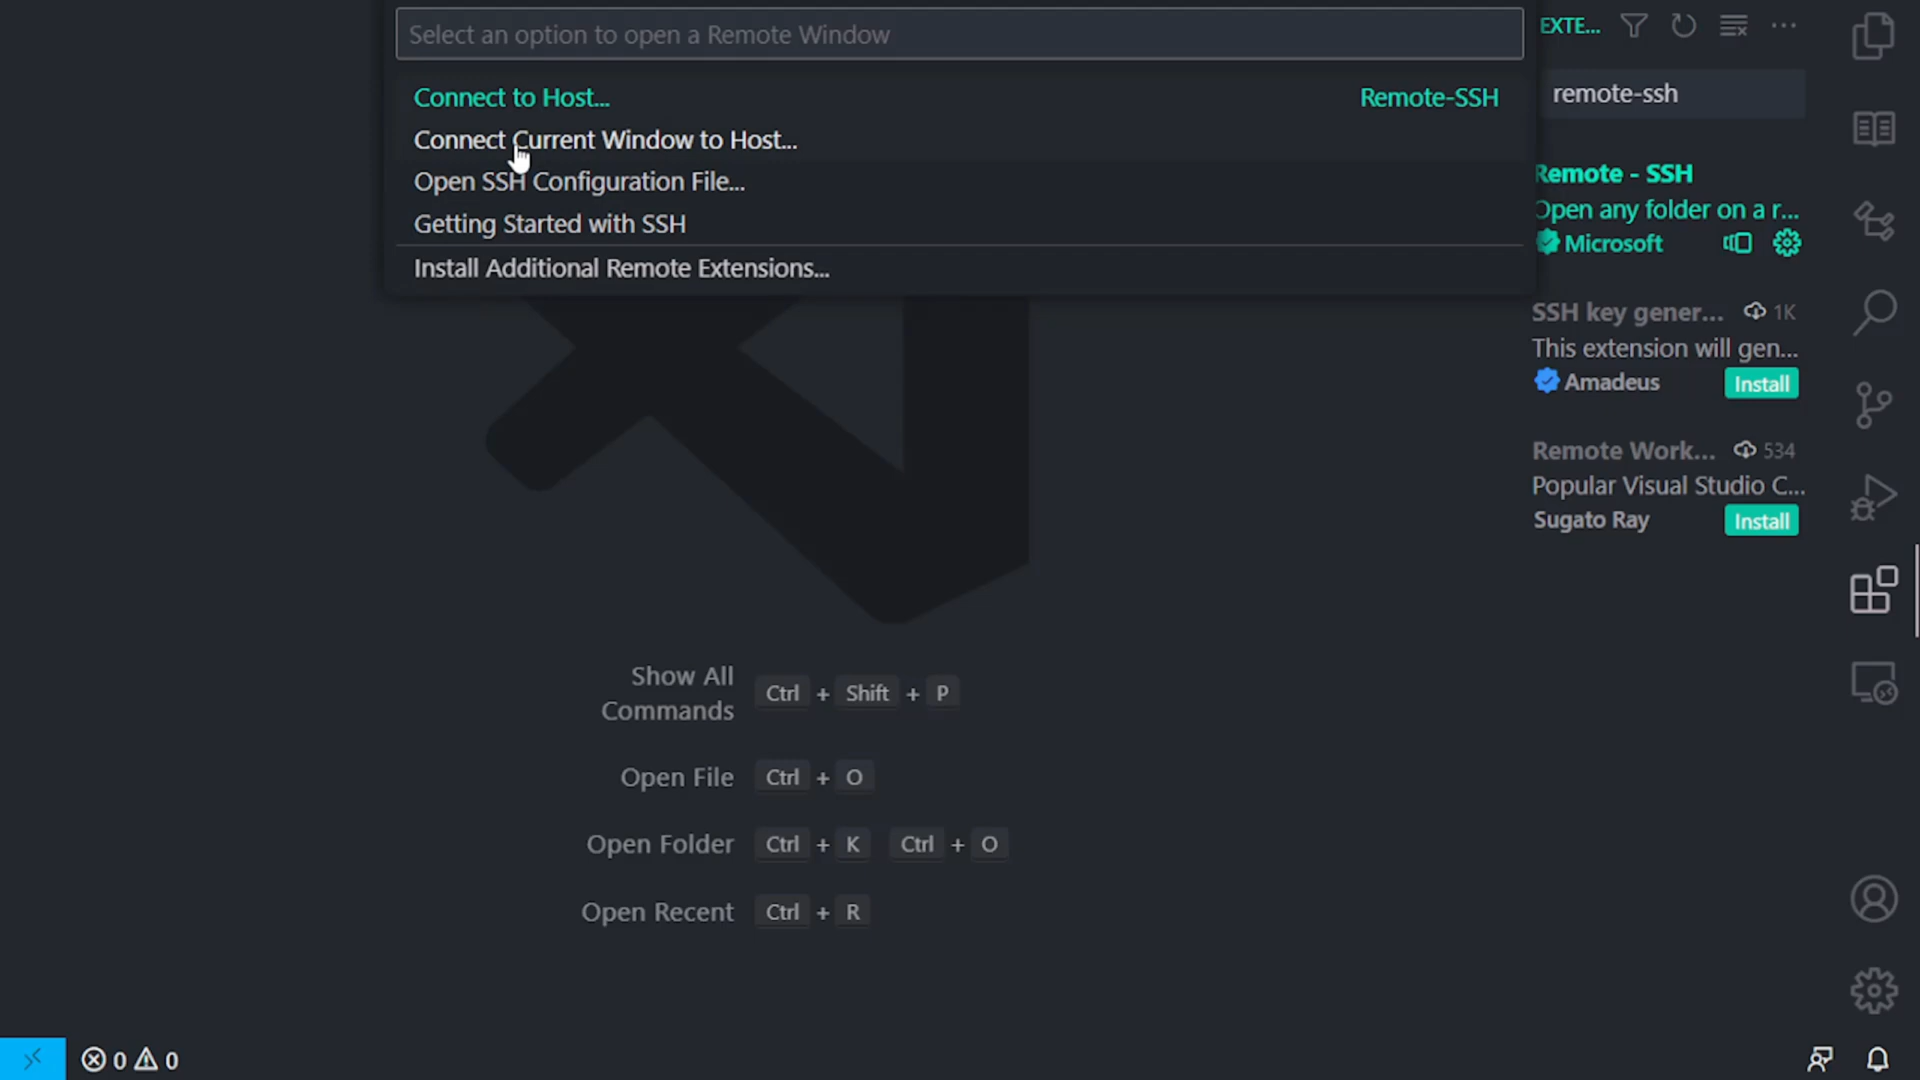 Select an option to open a Remote Window
Connect to Host...
Remote-SSH
Connect Current Window to Host...
Open SSH Configuration File...
Getting Started with SSH
Install Additional Remote Extensions...
EXTE...
remote-ssh
Remote - SSH
Open any folder on a r...
Microsoft
SSH key gener... 1K
This extension will gen...
Amadeus Install
Remote Work... 534
Popular Visual Studio C...
Sugato Ray Install
Show All
Commands
Ctrl + Shift + P
Open File Ctrl + O
Open Folder Ctrl + K Ctrl + O
Open Recent Ctrl + R
0 0